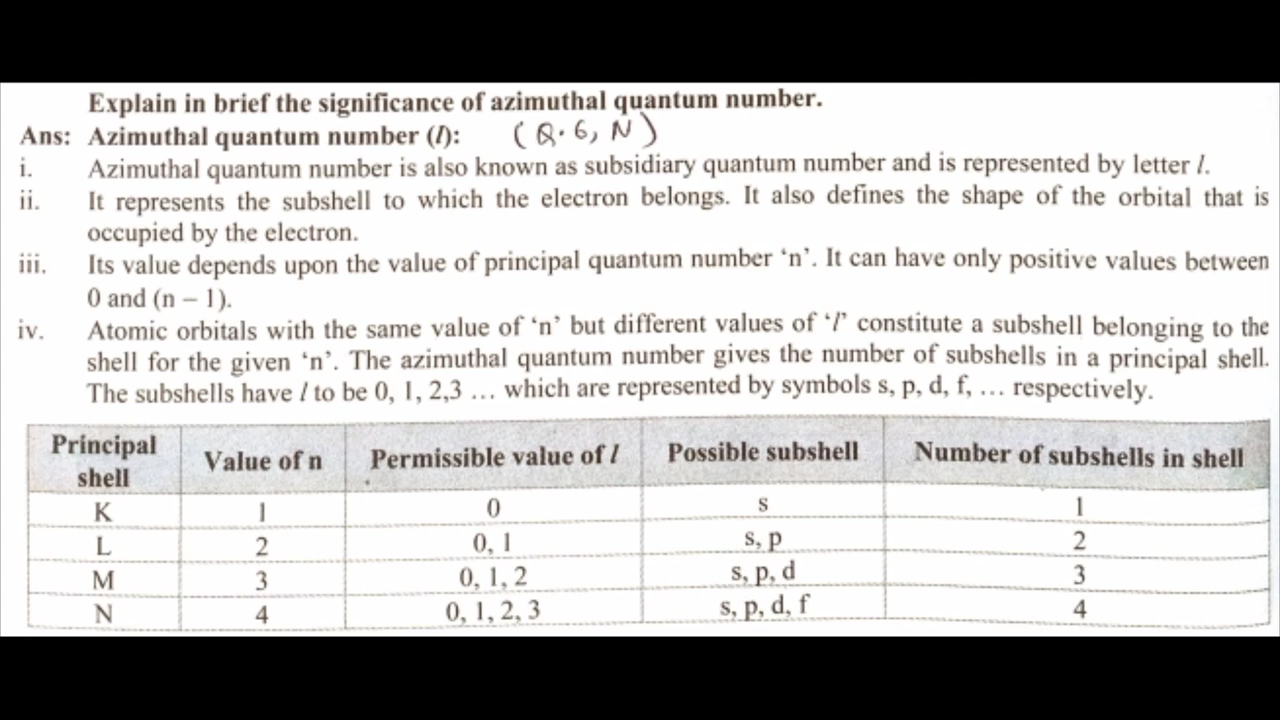 Explain in brief the significance of azimuthal quantum number.
Ans: Azimuthal quantum number (l): (Q.6, N)
i. Azimuthal quantum number is also known as subsidiary quantum number and is represented by letter l.
ii. It represents the subshell to which the electron belongs. It also defines the shape of the orbital that is
occupied by the electron.
iii. Its value depends upon the value of principal quantum number ‘n’. It can have only positive values between
0 and (n – 1).
iv. Atomic orbitals with the same value of ‘n’ but different values of ‘l’ constitute a subshell belonging to the
shell for the given ‘n’. The azimuthal quantum number gives the number of subshells in a principal shell.
The subshells have l to be 0, 1, 2,3 … which are represented by symbols s, p, d, f, … respectively.
Principal shell Value of n Permissible value of l Possible subshell Number of subshells in shell
K 1 0 s 1
L 2 0, 1 s, p 2
M 3 0, 1, 2 s, p, d 3
N 4 0, 1, 2, 3 s, p, d, f 4